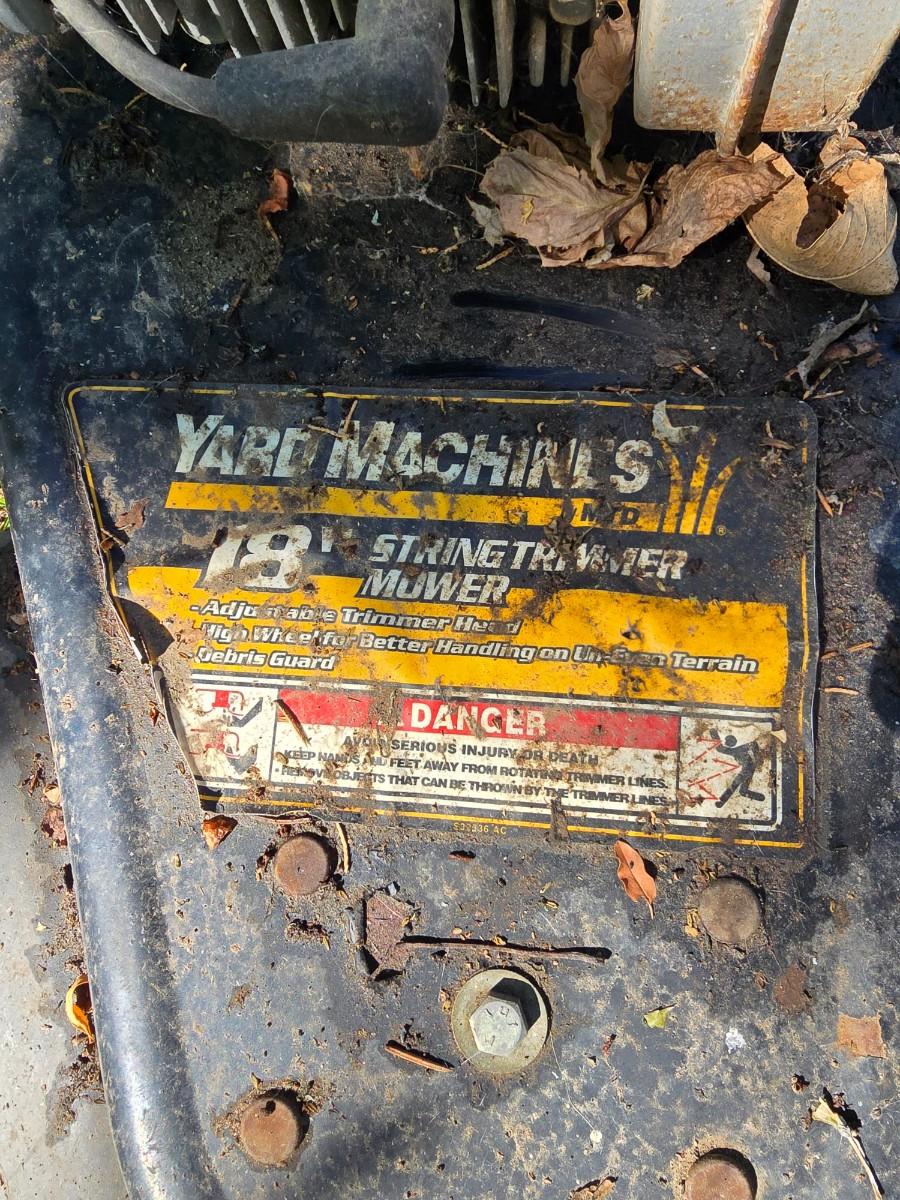 YARD MACHINES
MTD
18"
STRING TRIMMER
MOWER
-Adjustable Trimmer Head
-High Wheel for Better Handling on Un-Even Terrain
-Debris Guard
DANGER
AVOID SERIOUS INJURY OR DEATH
• KEEP HANDS AND FEET AWAY FROM ROTATING TRIMMER LINES.
• REMOVE OBJECTS THAT CAN BE THROWN BY THE TRIMMER LINES.